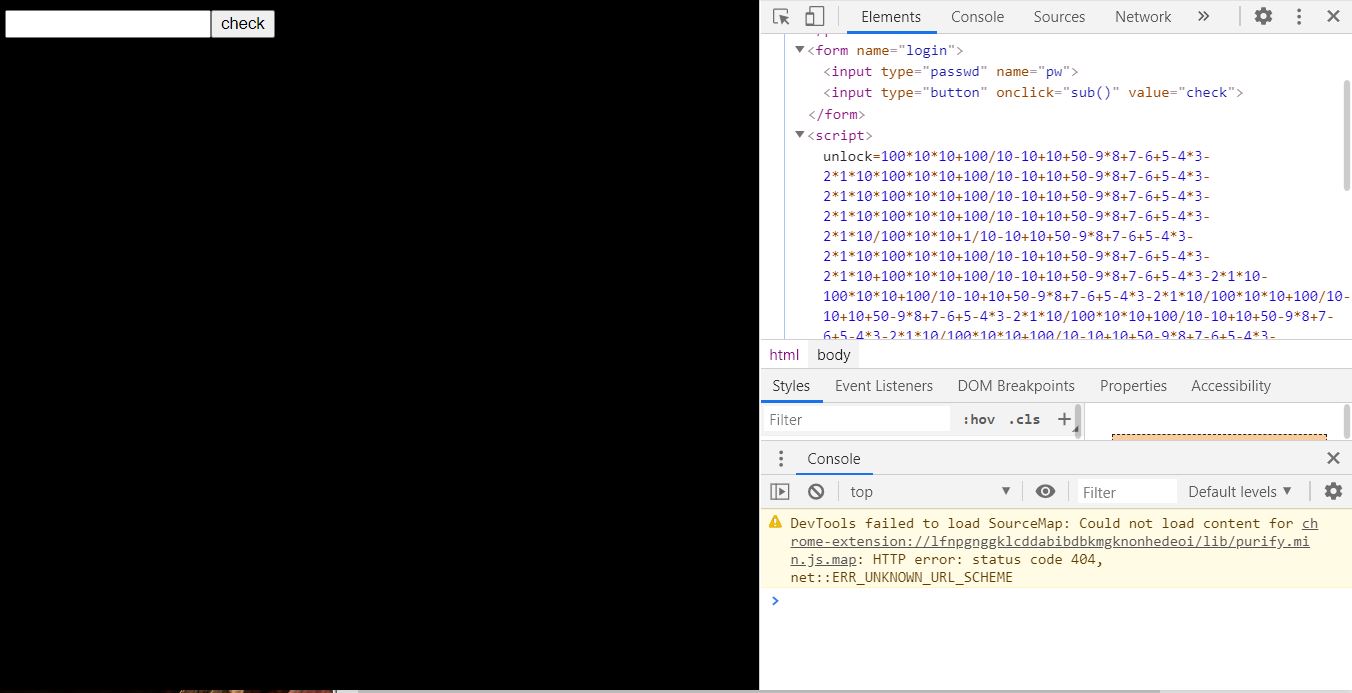 check
Elements Console Sources Network
<form name="login">
<input type="passwd" name="pw">
<input type="button" onclick="sub()" value="check">
</form>
<script>
unlock=100*10*10+100/10-10+10+50-9*8+7-6+5-4*3-
2*1*10*100*10*10+100/10-10+10+50-9*8+7-6+5-4*3-
2*1*10*100*10*10+100/10-10+10+50-9*8+7-6+5-4*3-
2*1*10*100*10*10+100/10-10+10+50-9*8+7-6+5-4*3-
2*1*10/100*10*10+1/10-10+10+50-9*8+7-6+5-4*3-
2*1*10*100*10*10+100/10-10+10+50-9*8+7-6+5-4*3-
2*1*10+100*10*10+100/10-10+10+50-9*8+7-6+5-4*3-2*1*10-
100*10*10+100/10-10+10+50-9*8+7-6+5-4*3-2*1*10/100*10*10+100/10-
10+10+50-9*8+7-6+5-4*3-2*1*10/100*10*10+100/10-10+10+50-9*8+7-
6+5-4*3-2*1*10/100*10*10+100/10-10+10+50-9*8+7-6+5-4*3-
html body
Styles Event Listeners DOM Breakpoints Properties Accessibility
Filter :hov .cls +
Console
top Filter Default levels
DevTools failed to load SourceMap: Could not load content for ch
rome-extension://lfnpgnggklcddabibdbkmgknonhedeoi/lib/purify.mi
n.js.map: HTTP error: status code 404,
net::ERR_UNKNOWN_URL_SCHEME